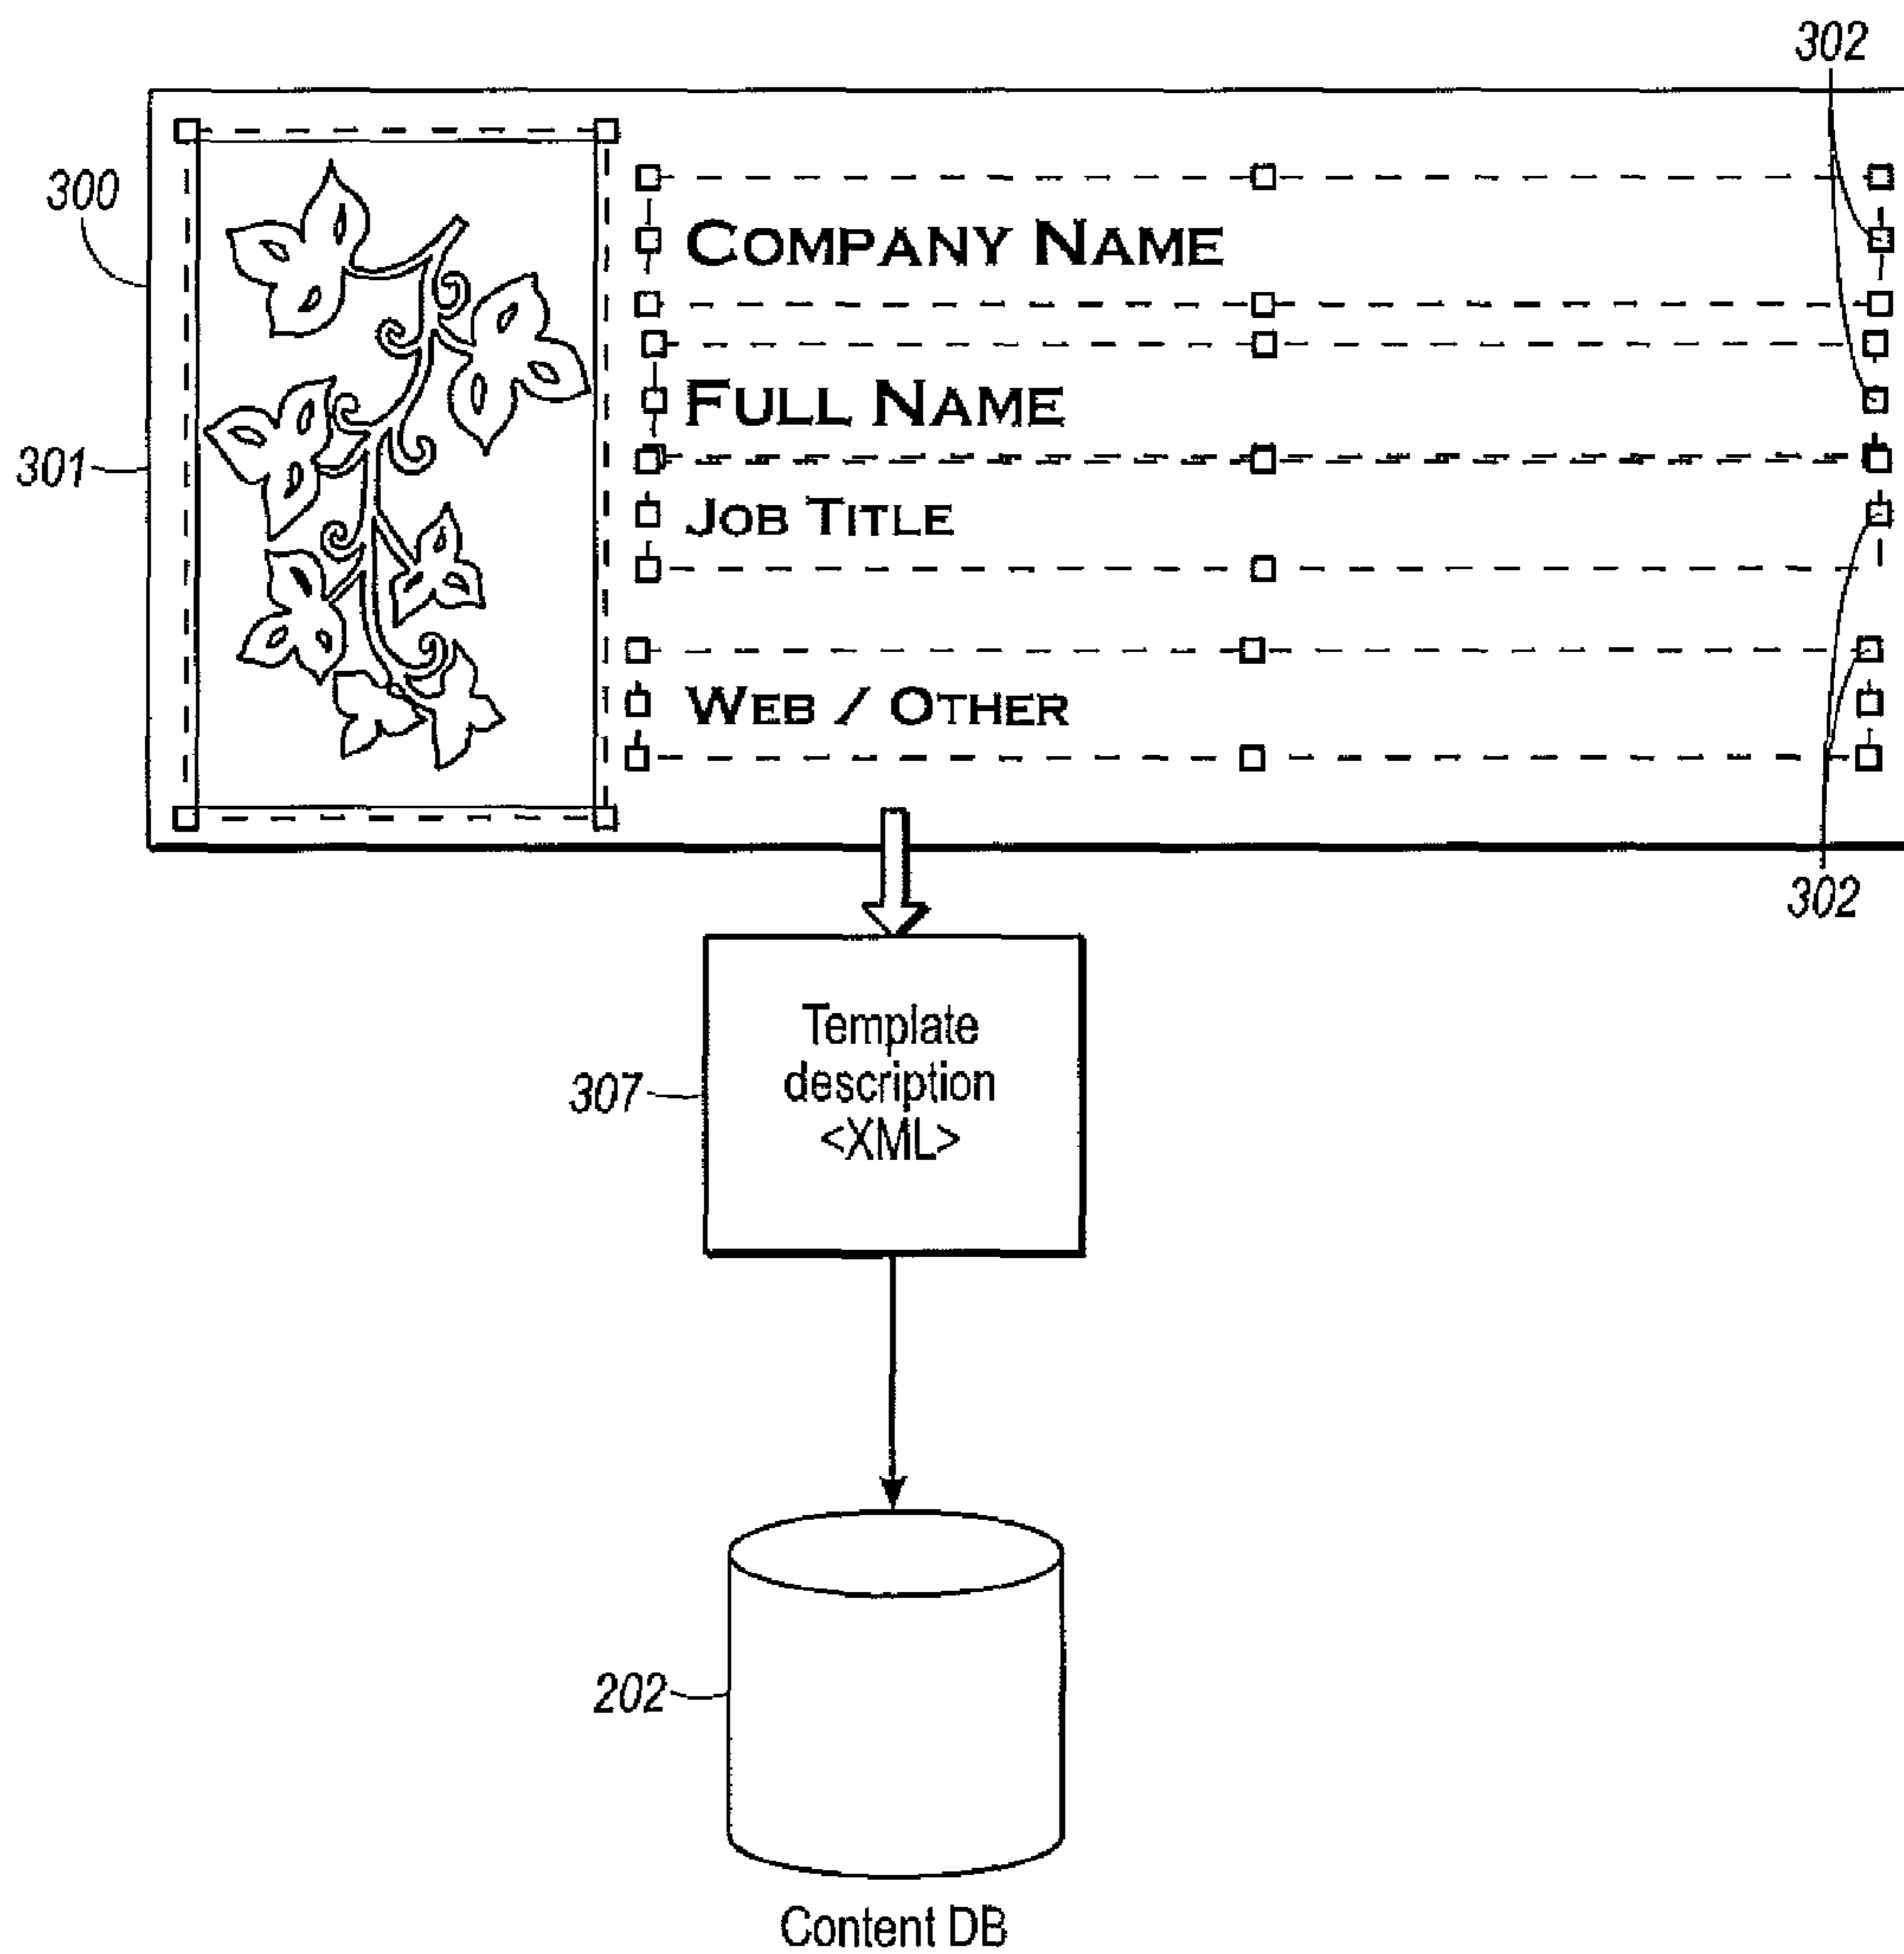 302
300
COMPANY NAME
FULL NAME
301
JOB TITLE
WEB / OTHER
302
Template
description
<XML>
307
202
Content DB